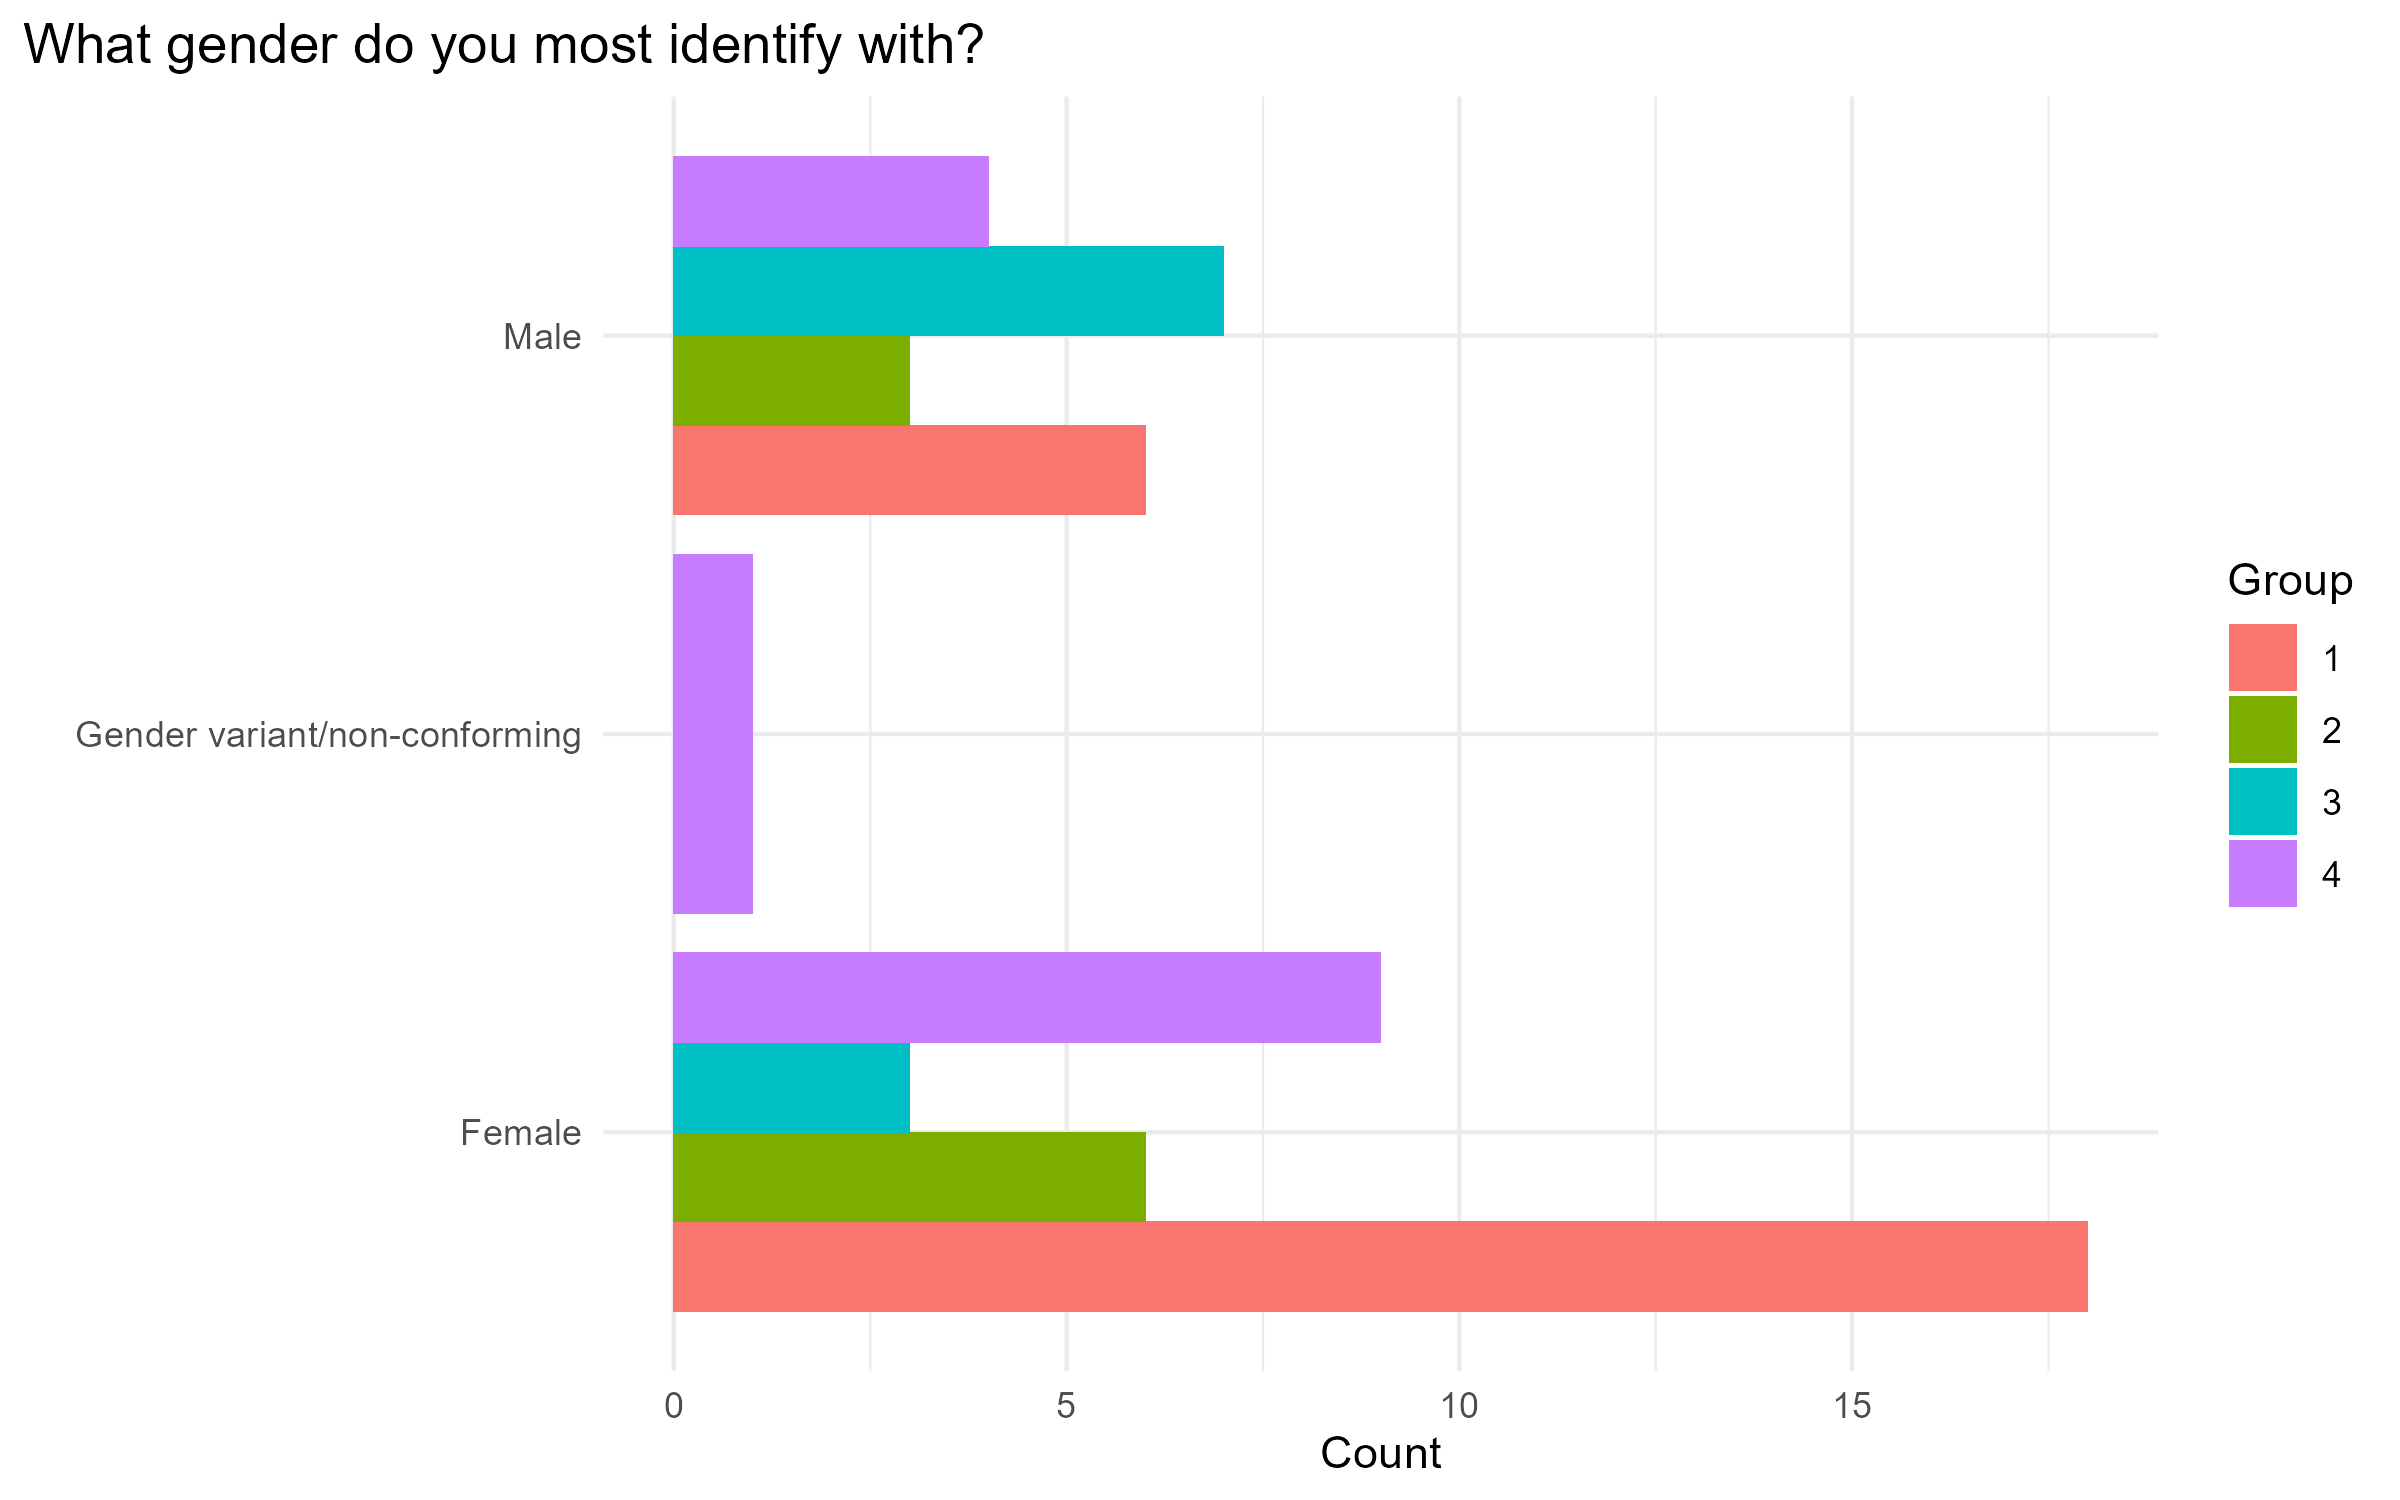 What gender do you most identify with?
Male
Gender variant/non-conforming
Female
0 5 10 15
Count
Group
1
2
3
4